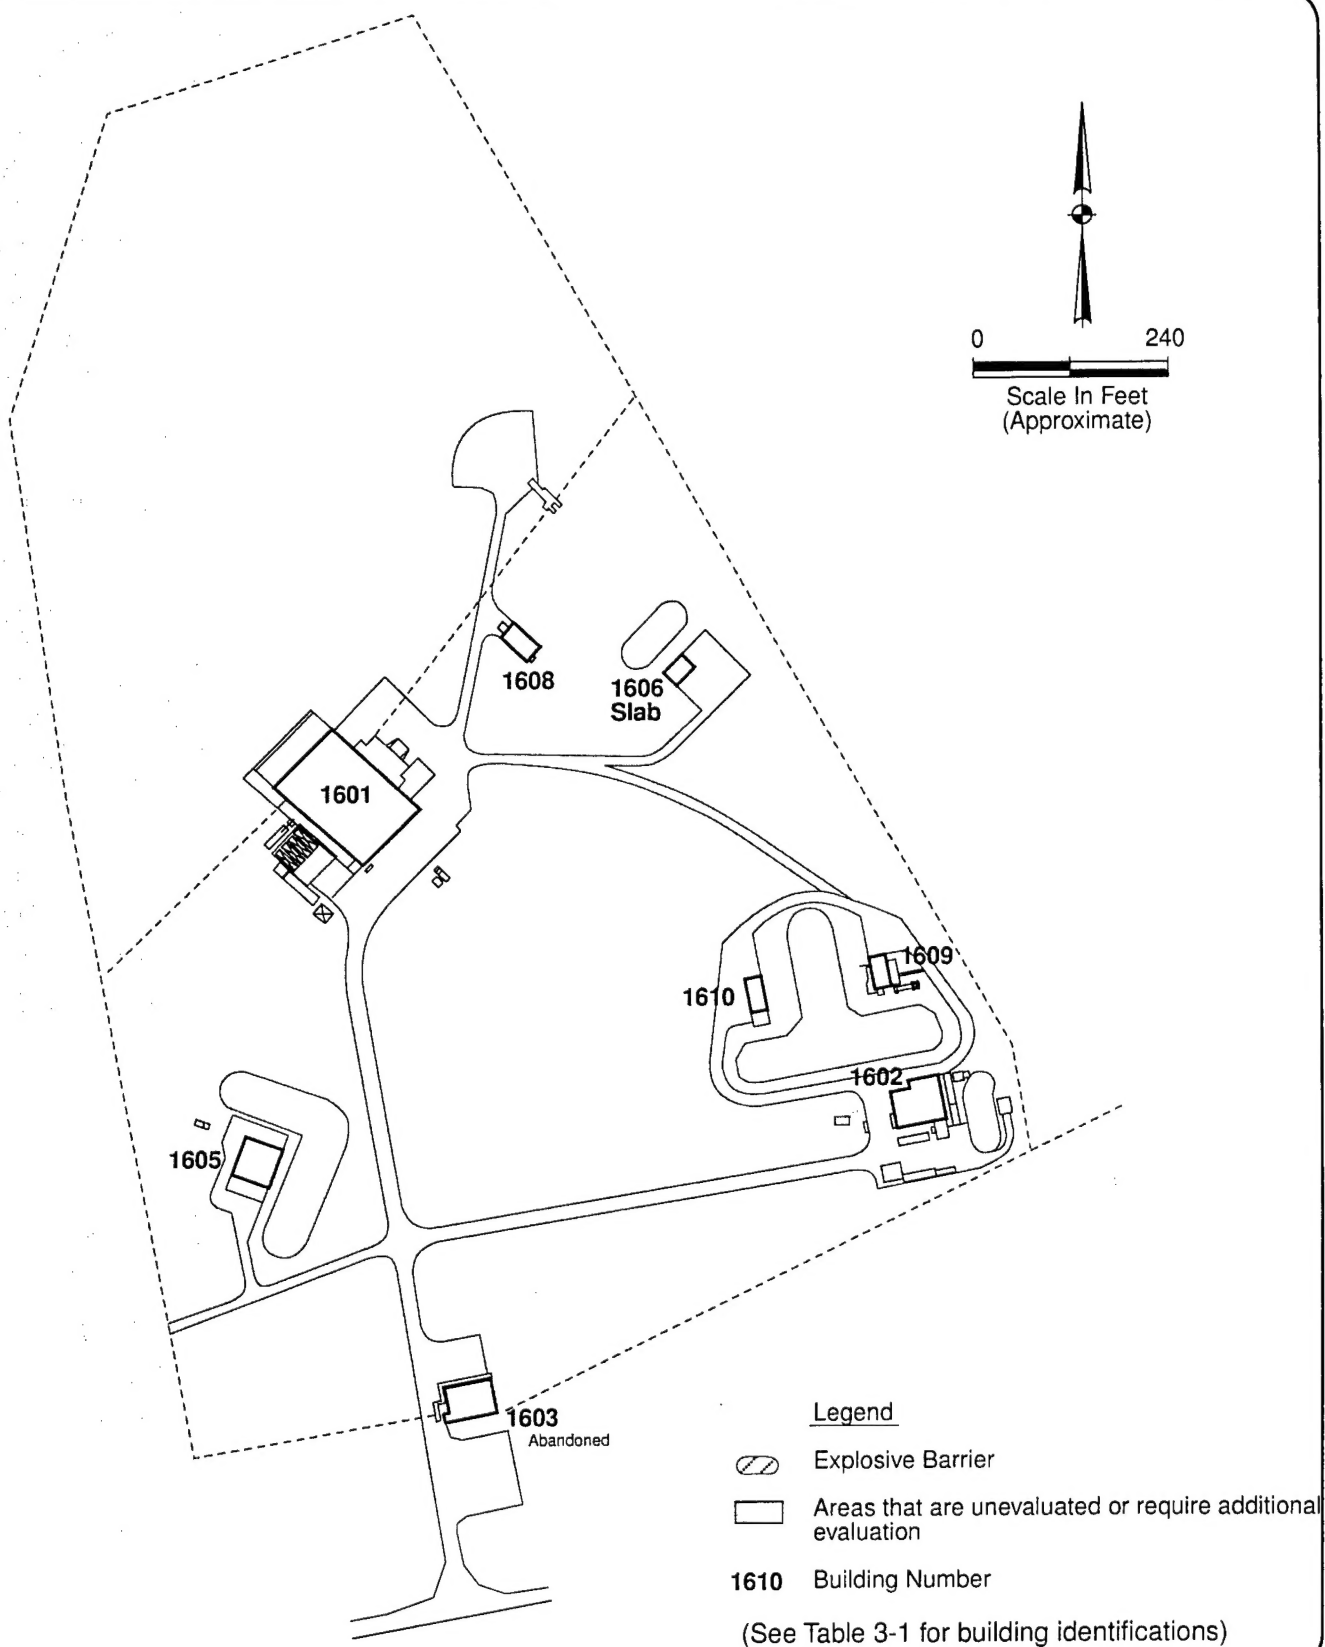 0 240
Scale In Feet
(Approximate)
1608
1606
Slab
1601
1609
1610
1602
1605
1603
Abandoned
Legend
Explosive Barrier
Areas that are unevaluated or require additional
evaluation
1610 Building Number
(See Table 3-1 for building identifications)